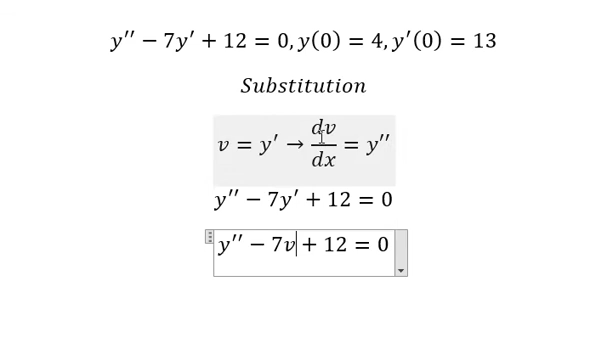 y′′ − 7y′ + 12 = 0, y(0) = 4, y′(0) = 13
Substitution
v = y′ → dv/dx = y′′
y′′ − 7y′ + 12 = 0
y′′ − 7v + 12 = 0